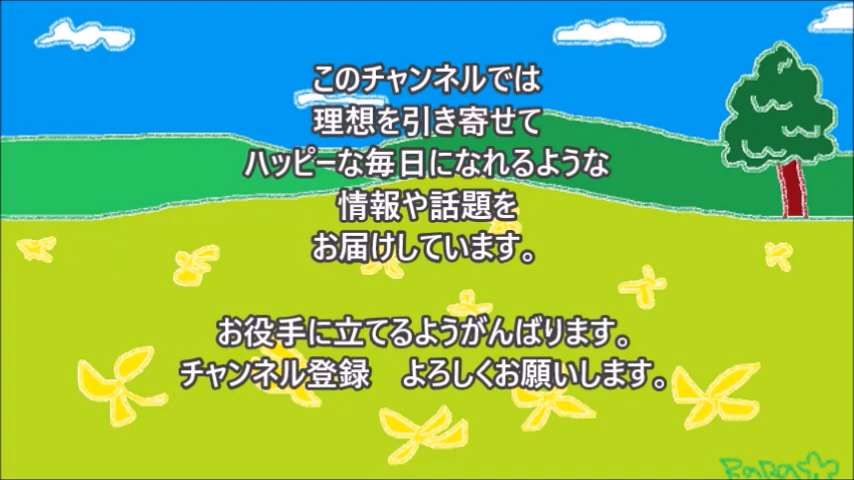 このチャンネルでは
理想を引き寄せて
ハッピーな毎日になれるような
情報や話題を
お届けしています。
お役手に立てるようがんばります。
チャンネル登録　よろしくお願いします。
RaRa☆